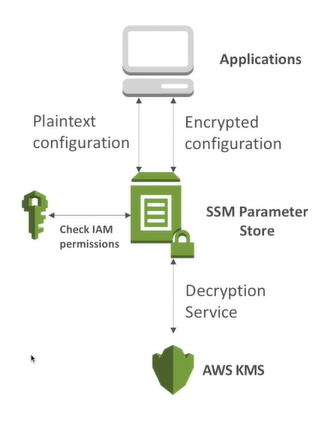 Applications
Plaintext
configuration
Encrypted
configuration
SSM Parameter
Store
Check IAM
permissions
Decryption
Service
AWS KMS